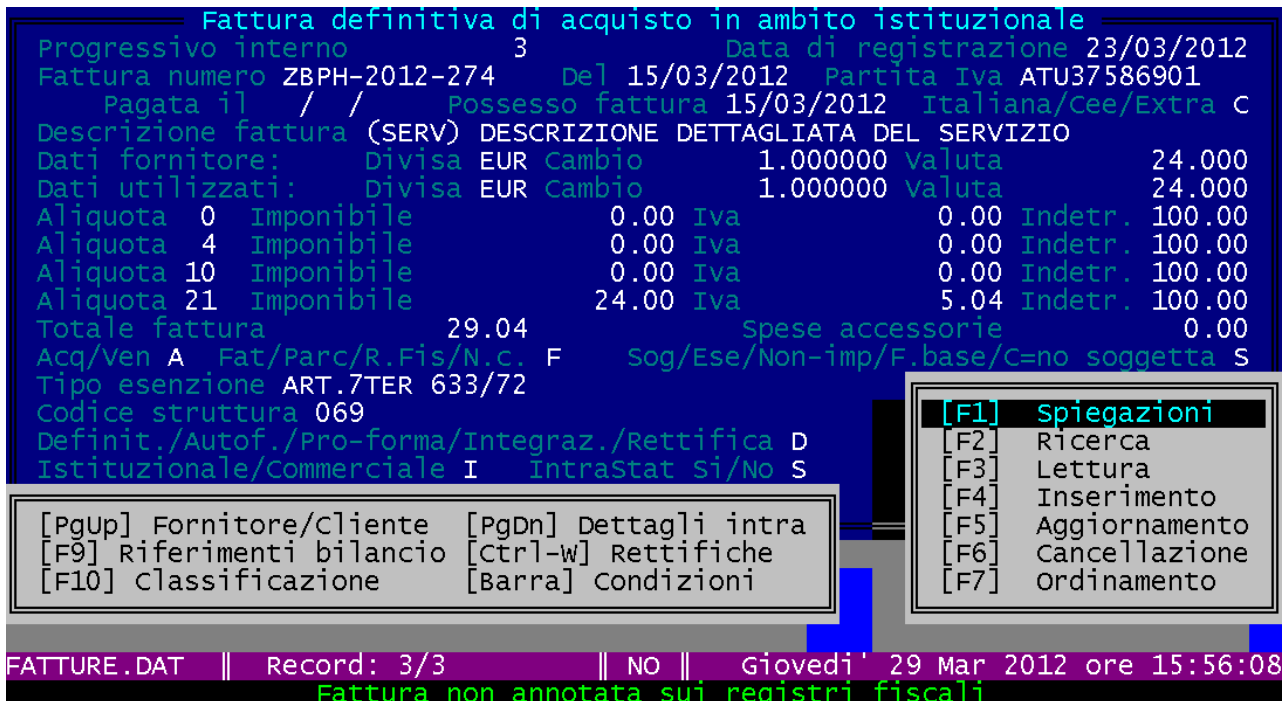 Fattura definitiva di acquisto in ambito istituzionale
Progressivo interno 3 Data di registrazione 23/03/2012
Fattura numero ZBPH-2012-274 Del 15/03/2012 Partita Iva ATU37586901
Pagata il / / Possesso fattura 15/03/2012 Italiana/Cee/Extra C
Descrizione fattura (SERV) DESCRIZIONE DETTAGLIATA DEL SERVIZIO
Dati fornitore: Divisa EUR Cambio 1.000000 Valuta 24.000
Dati utilizzati: Divisa EUR Cambio 1.000000 Valuta 24.000
Aliquota 0 Imponibile 0.00 Iva 0.00 Indetr. 100.00
Aliquota 4 Imponibile 0.00 Iva 0.00 Indetr. 100.00
Aliquota 10 Imponibile 0.00 Iva 0.00 Indetr. 100.00
Aliquota 21 Imponibile 24.00 Iva 5.04 Indetr. 100.00
Totale fattura 29.04 Spese accessorie 0.00
Acq/Ven A Fat/Parc/R.Fis/N.c. F Sog/Ese/Non-imp/F.base/C=no soggetta S
Tipo esenzione ART.7TER 633/72
Codice struttura 069
Definit./Autof./Pro-forma/Integraz./Rettifica D
Istituzionale/Commerciale I IntraStat Si/No S
[F1] Spiegazioni
[F2] Ricerca
[F3] Lettura
[F4] Inserimento
[F5] Aggiornamento
[F6] Cancellazione
[F7] Ordinamento
[PgUp] Fornitore/Cliente [PgDn] Dettagli intra
[F9] Riferimenti bilancio [Ctrl-W] Rettifiche
[F10] Classificazione [Barra] Condizioni
FATTURE.DAT || Record: 3/3 || NO || Giovedi' 29 Mar 2012 ore 15:56:08
Fattura non annotata sui registri fiscali